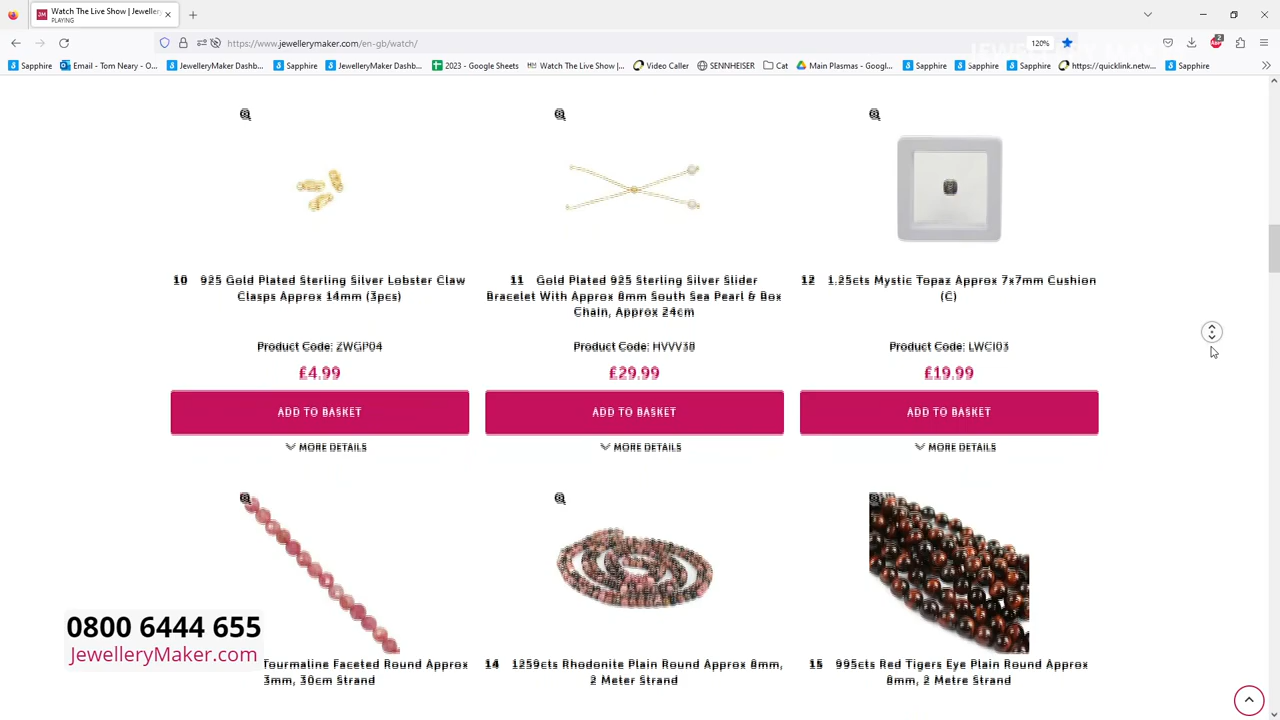 Watch The Live Show | Jeweller
PLAYING
https://www.jewellerymaker.com/en-gb/watch/
120%
2
Sapphire
Email - Tom Neary - O...
JewelleryMaker Dashb...
Sapphire
JewelleryMaker Dashb...
2023 - Google Sheets
Watch The Live Show |...
Video Caller
SENNHEISER
Cat
Main Plasmas - Googl...
Sapphire
Sapphire
Sapphire
https://quicklink.netw...
Sapphire
10 925 Gold Plated Sterling Silver Lobster Claw
Clasps Approx 14mm (3pcs)
Product Code: ZWGP04
£4.99
ADD TO BASKET
MORE DETAILS
11 Gold Plated 925 Sterling Silver Slider
Bracelet With Approx 8mm South Sea Pearl & Box
Chain, Approx 24cm
Product Code: HVVV38
£29.99
ADD TO BASKET
MORE DETAILS
12 1.25cts Mystic Topaz Approx 7x7mm Cushion
(C)
Product Code: LWCI03
£19.99
ADD TO BASKET
MORE DETAILS
Tourmaline Faceted Round Approx
3mm, 30cm Strand
14 1259cts Rhodonite Plain Round Approx 8mm,
2 Meter Strand
15 995cts Red Tigers Eye Plain Round Approx
8mm, 2 Metre Strand
0800 6444 655
JewelleryMaker.com